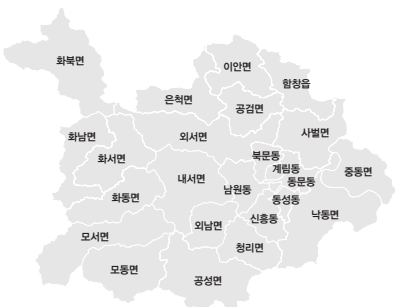 화북면
이안면
함창읍
은척면
공검면
화남면
외서면
사벌면
화서면
북문동
계림동
중동면
내서면
동문동
화동면
남원동
동성동
낙동면
신흥동
외남면
모서면
청리면
모동면
공성면